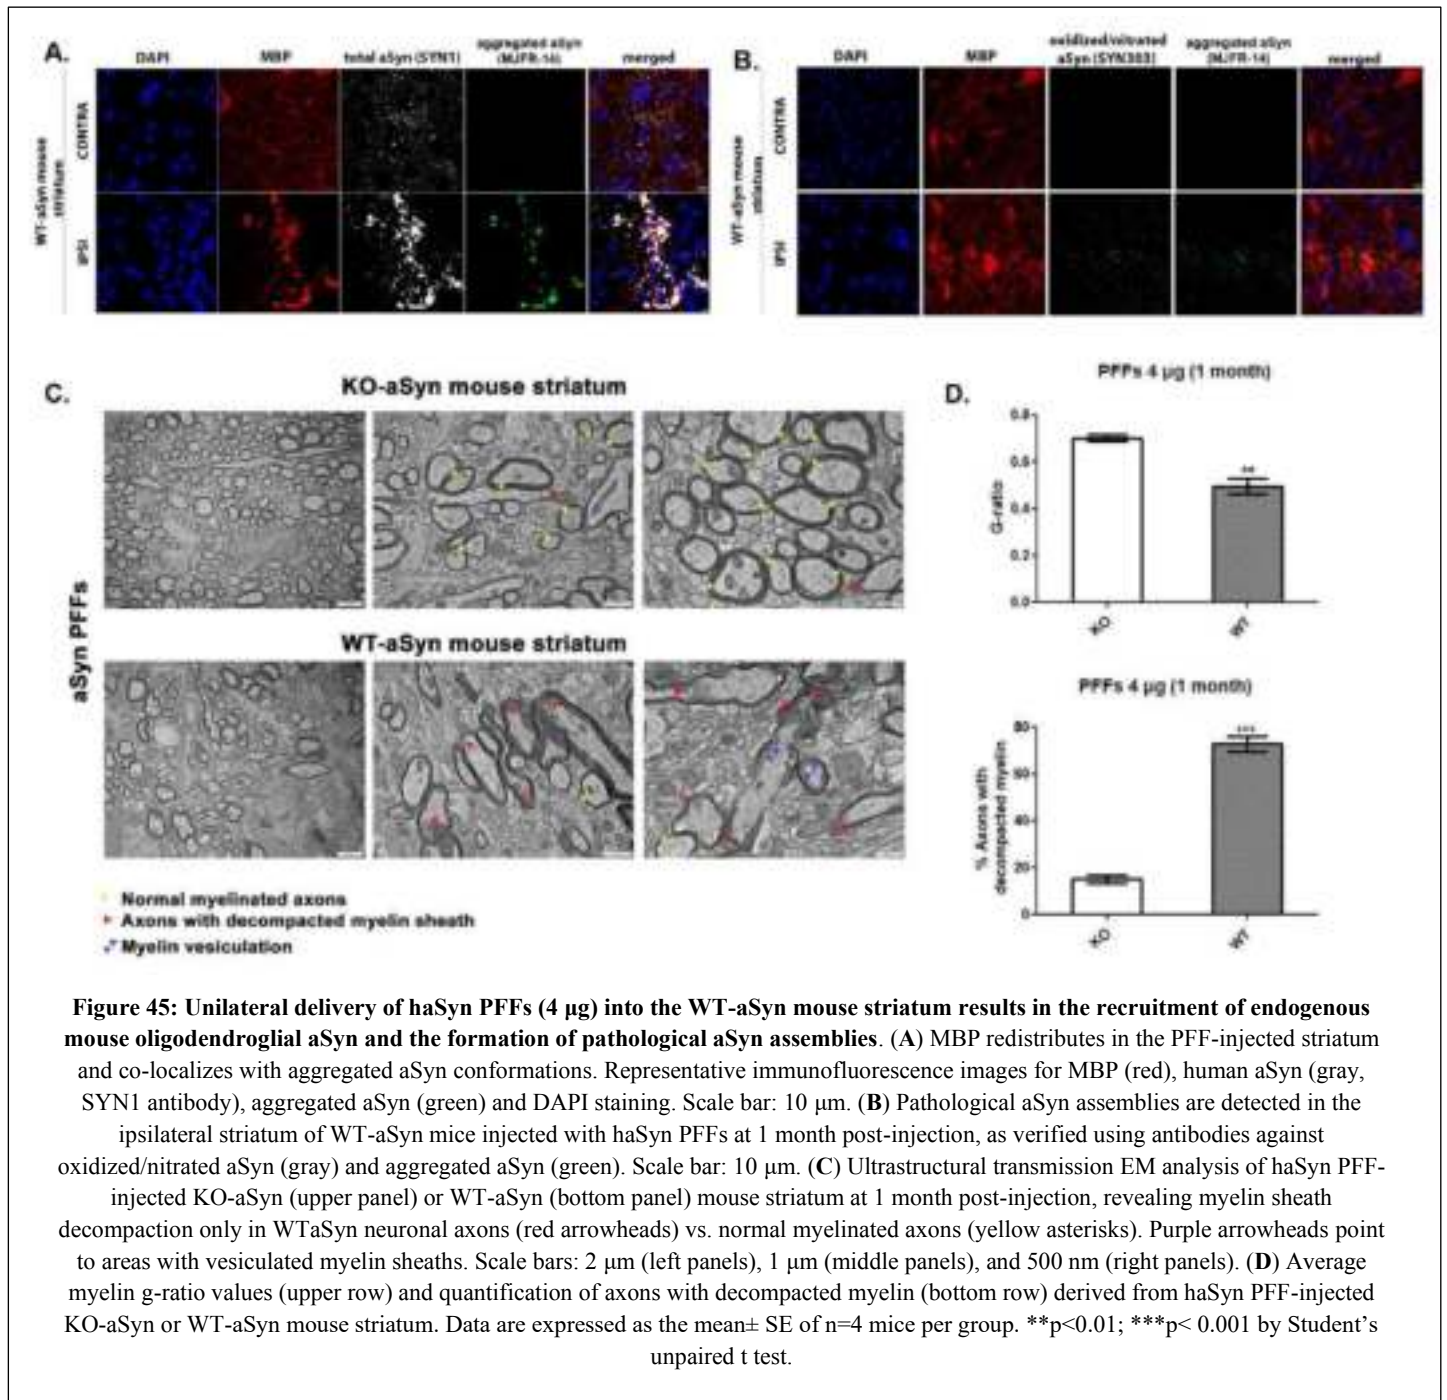 A.
DAPI
MBP
total aSyn (SYN1)
aggregated aSyn
(MJFR-14)
merged
WT-aSyn mouse
striatum
CONTRA
IPSI
B.
DAPI
MBP
oxidized/nitrated
aSyn (SYN303)
aggregated aSyn
(MJFR-14)
merged
WT-aSyn mouse
striatum
CONTRA
IPSI
C.
KO-aSyn mouse striatum
aSyn PFFs
WT-aSyn mouse striatum
Normal myelinated axons
Axons with decompacted myelin sheath
Myelin vesiculation
D.
PFFs 4 µg (1 month)
G-ratio
0.8
0.6
0.4
0.2
0.0
**
KO
WT
PFFs 4 µg (1 month)
% Axons with
decompacted myelin
80
60
40
20
0
***
KO
WT
Figure 45: Unilateral delivery of haSyn PFFs (4 µg) into the WT-aSyn mouse striatum results in the recruitment of endogenous
mouse oligodendroglial aSyn and the formation of pathological aSyn assemblies. (A) MBP redistributes in the PFF-injected striatum
and co-localizes with aggregated aSyn conformations. Representative immunofluorescence images for MBP (red), human aSyn (gray,
SYN1 antibody), aggregated aSyn (green) and DAPI staining. Scale bar: 10 µm. (B) Pathological aSyn assemblies are detected in the
ipsilateral striatum of WT-aSyn mice injected with haSyn PFFs at 1 month post-injection, as verified using antibodies against
oxidized/nitrated aSyn (gray) and aggregated aSyn (green). Scale bar: 10 µm. (C) Ultrastructural transmission EM analysis of haSyn PFF-
injected KO-aSyn (upper panel) or WT-aSyn (bottom panel) mouse striatum at 1 month post-injection, revealing myelin sheath
decompaction only in WTaSyn neuronal axons (red arrowheads) vs. normal myelinated axons (yellow asterisks). Purple arrowheads point
to areas with vesiculated myelin sheaths. Scale bars: 2 µm (left panels), 1 µm (middle panels), and 500 nm (right panels). (D) Average
myelin g-ratio values (upper row) and quantification of axons with decompacted myelin (bottom row) derived from haSyn PFF-injected
KO-aSyn or WT-aSyn mouse striatum. Data are expressed as the mean± SE of n=4 mice per group. **p<0.01; ***p< 0.001 by Student’s
unpaired t test.